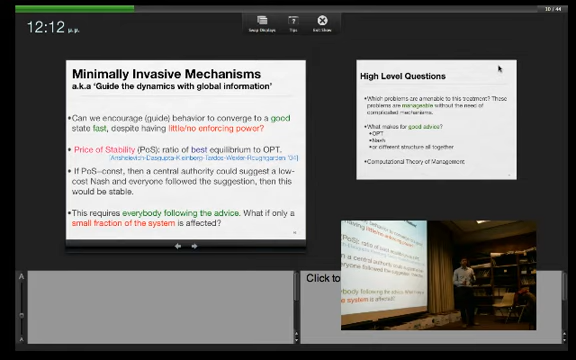 10 / 44
12:12 μ.μ.
Swap Displays
Tips
Exit Show
Minimally Invasive Mechanisms
a.k.a 'Guide the dynamics with global information'
•Can we encourage (guide) behavior to converge to a good
state fast, despite having little/no enforcing power?
•Price of Stability (PoS): ratio of best equilibrium to OPT.
[Anshelevich-Dasgupta-Kleinberg-Tardos-Wexler-Roughgarden '04]
•If PoS=const, then a central authority could suggest a low-
cost Nash and everyone followed the suggestion, then this
would be stable.
•This requires everybody following the advice. What if only a
small fraction of the system is affected?
High Level Questions
•Which problems are amenable to this treatment? These
problems are manageable without the need of
complicated mechanisms.
•What makes for good advice?
•OPT
•Nash
•or different structure all together
•Computational Theory of Management
Click to
A
A